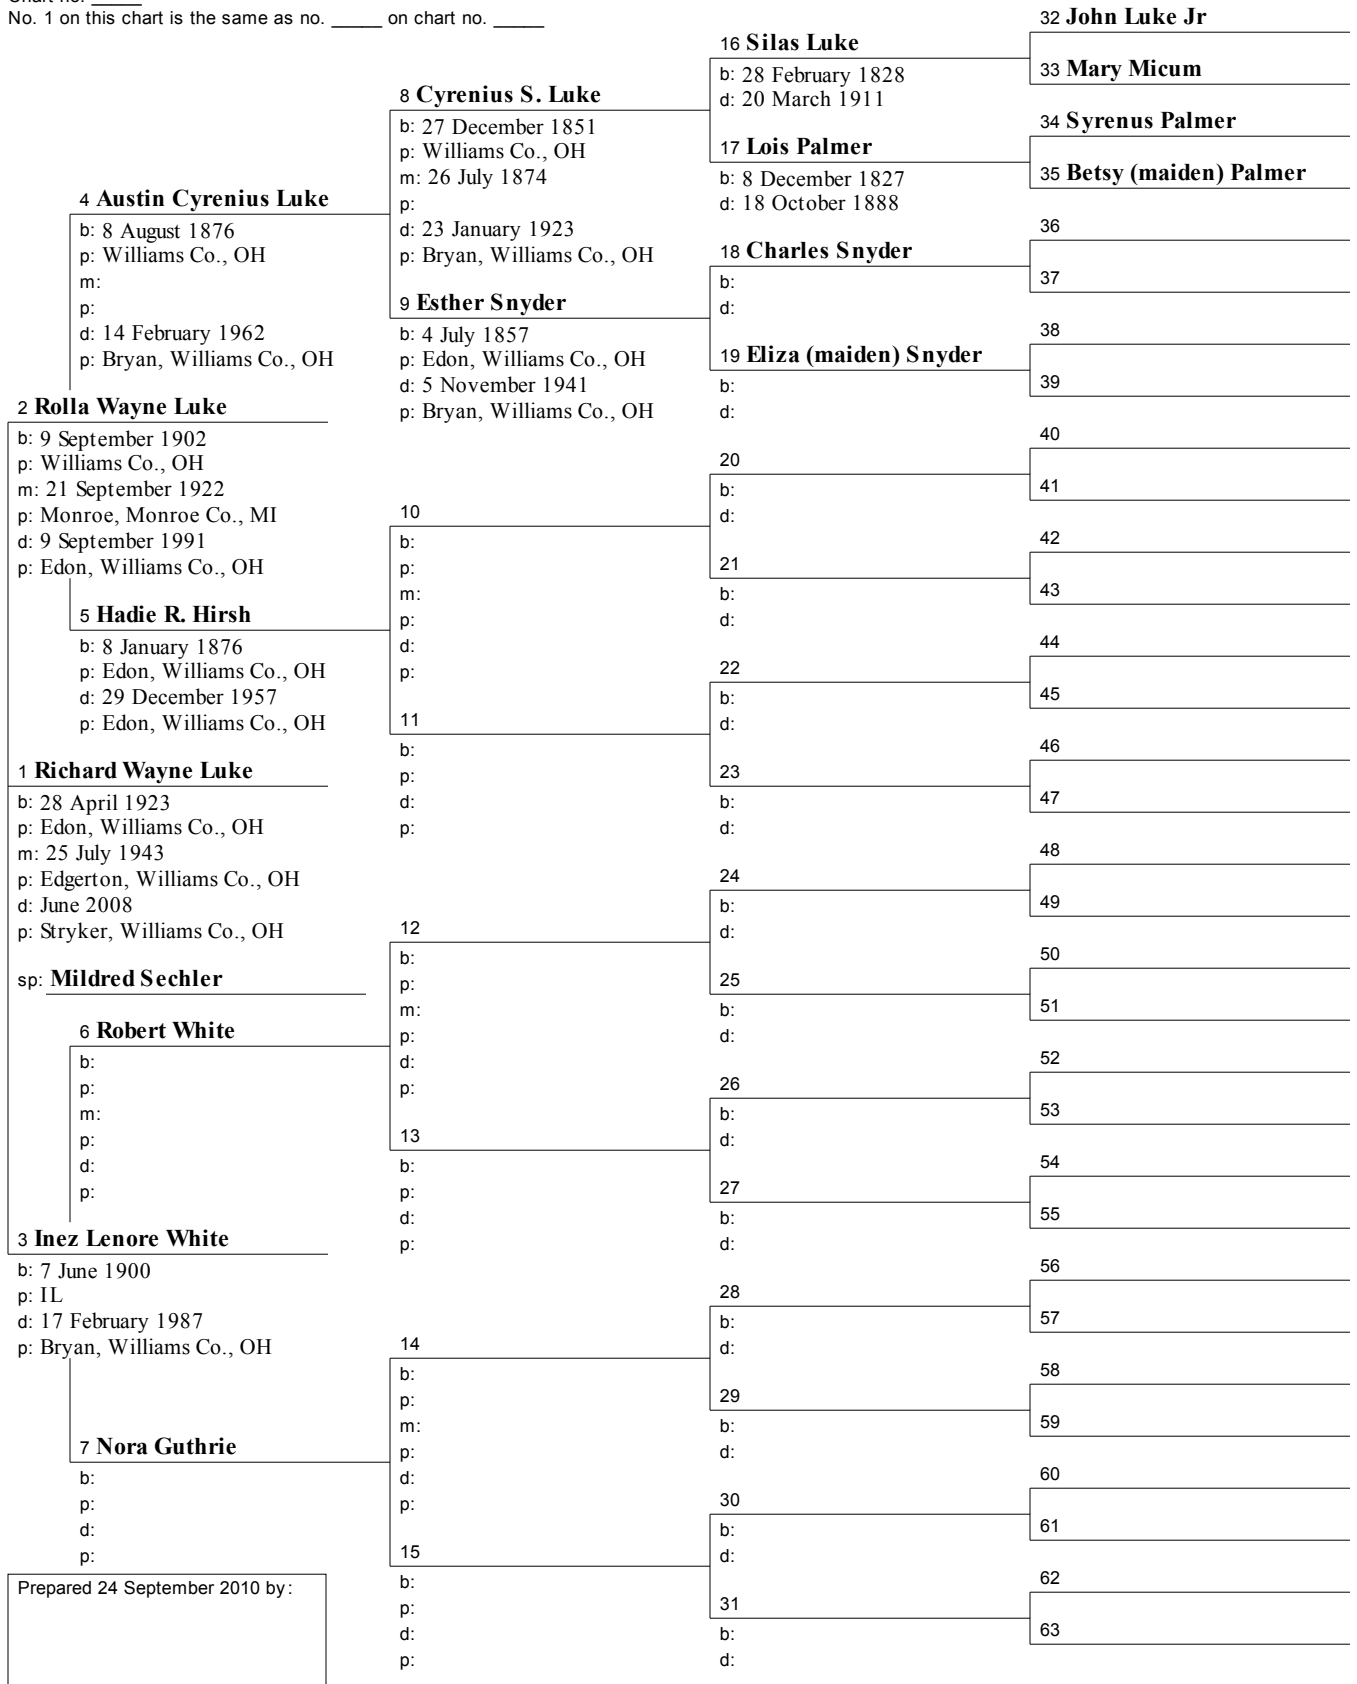 Chart no. _____
No. 1 on this chart is the same as no. _____ on chart no. _____
2 Rolla Wayne Luke
b: 9 September 1902
p: Williams Co., OH
m: 21 September 1922
p: Monroe, Monroe Co., MI
d: 9 September 1991
p: Edon, Williams Co., OH
1 Richard Wayne Luke
b: 28 April 1923
p: Edon, Williams Co., OH
m: 25 July 1943
p: Edgerton, Williams Co., OH
d: June 2008
p: Stryker, Williams Co., OH
sp: Mildred Sechler
3 Inez Lenore White
b: 7 June 1900
p: IL
d: 17 February 1987
p: Bryan, Williams Co., OH
4 Austin Cyrenius Luke
b: 8 August 1876
p: Williams Co., OH
m:
p:
d: 14 February 1962
p: Bryan, Williams Co., OH
5 Hadie R. Hirsh
b: 8 January 1876
p: Edon, Williams Co., OH
d: 29 December 1957
p: Edon, Williams Co., OH
6 Robert White
b:
p:
m:
p:
d:
p:
7 Nora Guthrie
b:
p:
d:
p:
8 Cyrenius S. Luke
b: 27 December 1851
p: Williams Co., OH
m: 26 July 1874
p:
d: 23 January 1923
p: Bryan, Williams Co., OH
9 Esther Snyder
b: 4 July 1857
p: Edon, Williams Co., OH
d: 5 November 1941
p: Bryan, Williams Co., OH
10
b:
p:
m:
p:
d:
p:
11
b:
p:
d:
p:
12
b:
p:
m:
p:
d:
p:
13
b:
p:
d:
p:
14
b:
p:
m:
p:
d:
p:
15
b:
p:
d:
p:
16 Silas Luke
b: 28 February 1828
d: 20 March 1911
17 Lois Palmer
b: 8 December 1827
d: 18 October 1888
18 Charles Snyder
b:
d:
19 Eliza (maiden) Snyder
b:
d:
20
b:
d:
21
b:
d:
22
b:
d:
23
b:
d:
24
b:
d:
25
b:
d:
26
b:
d:
27
b:
d:
28
b:
d:
29
b:
d:
30
b:
d:
31
b:
d:
32 John Luke Jr
33 Mary Micum
34 Syrenus Palmer
35 Betsy (maiden) Palmer
36
37
38
39
40
41
42
43
44
45
46
47
48
49
50
51
52
53
54
55
56
57
58
59
60
61
62
63
Prepared 24 September 2010 by: